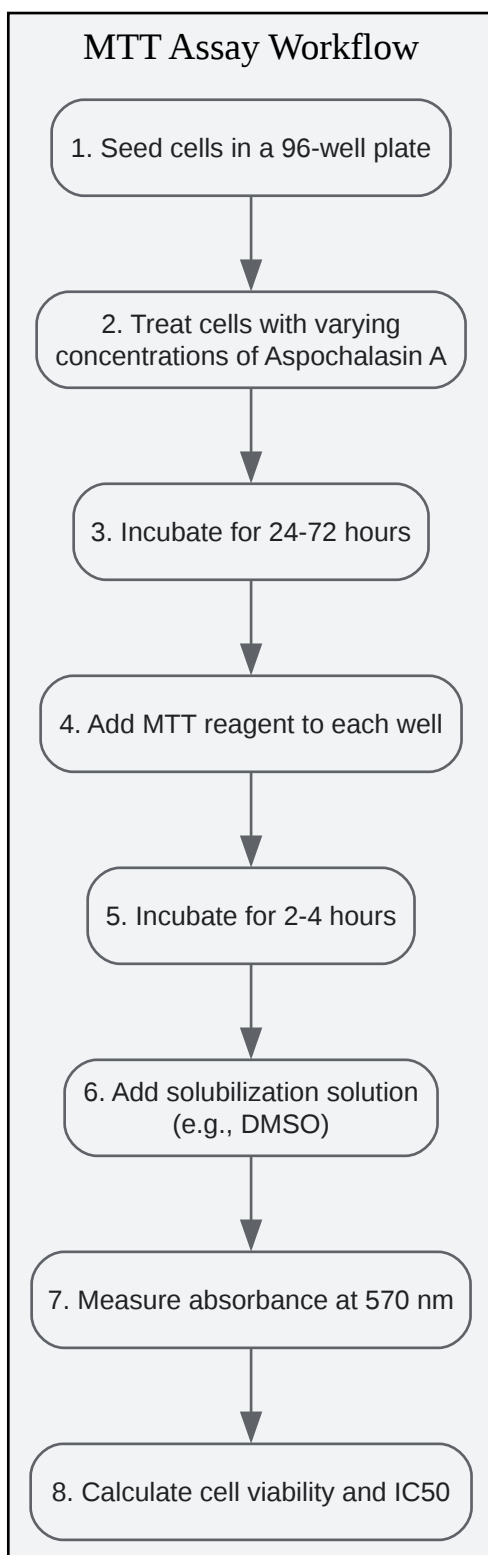 MTT Assay Workflow
1. Seed cells in a 96-well plate
2. Treat cells with varying
concentrations of Aspochalasin A
3. Incubate for 24-72 hours
4. Add MTT reagent to each well
5. Incubate for 2-4 hours
6. Add solubilization solution
(e.g., DMSO)
7. Measure absorbance at 570 nm
8. Calculate cell viability and IC50